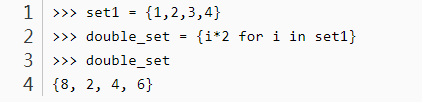 1 >>> set1 = {1,2,3,4}
2 >>> double_set = {i*2 for i in set1}
3 >>> double_set
4 {8, 2, 4, 6}